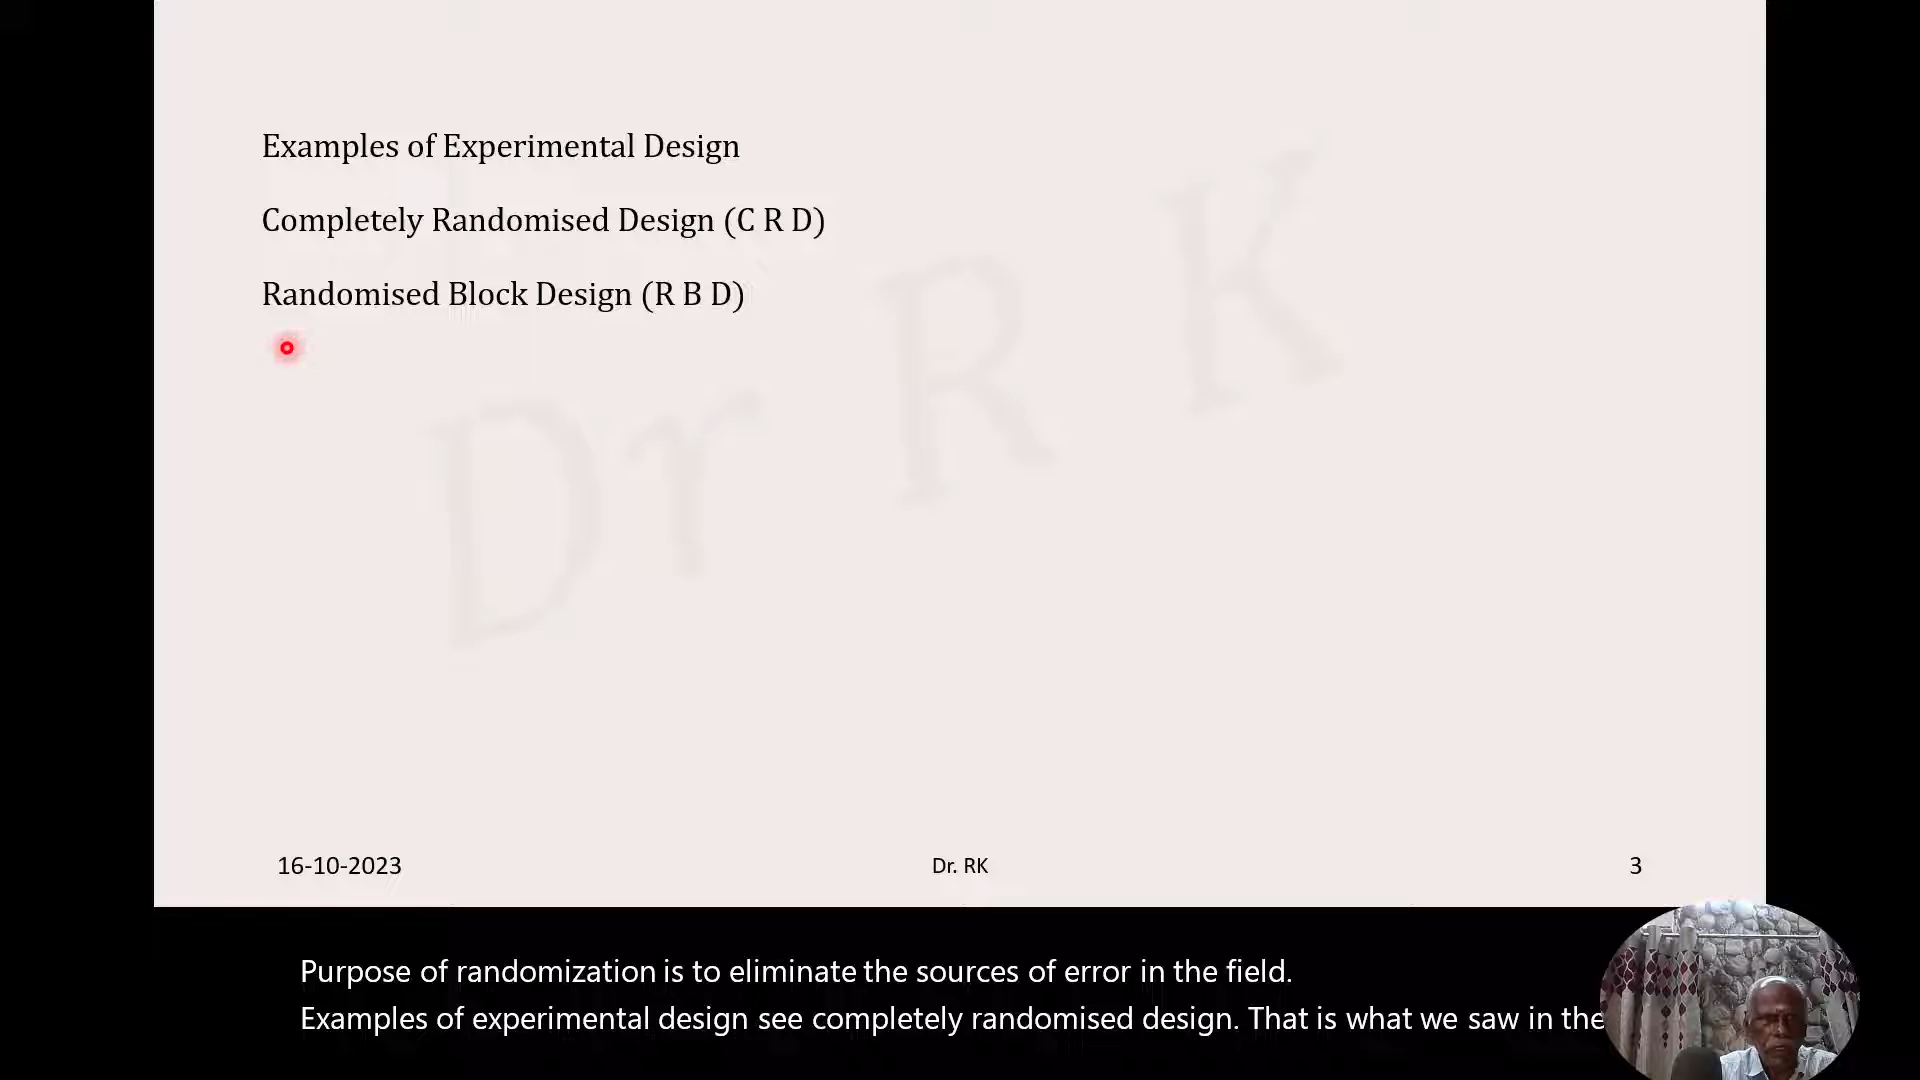 Examples of Experimental Design
Completely Randomised Design (C R D)
Randomised Block Design (R B D)
Dr R K
16-10-2023
Dr. RK
3
Purpose of randomization is to eliminate the sources of error in the field.
Examples of experimental design see completely randomised design. That is what we saw in the